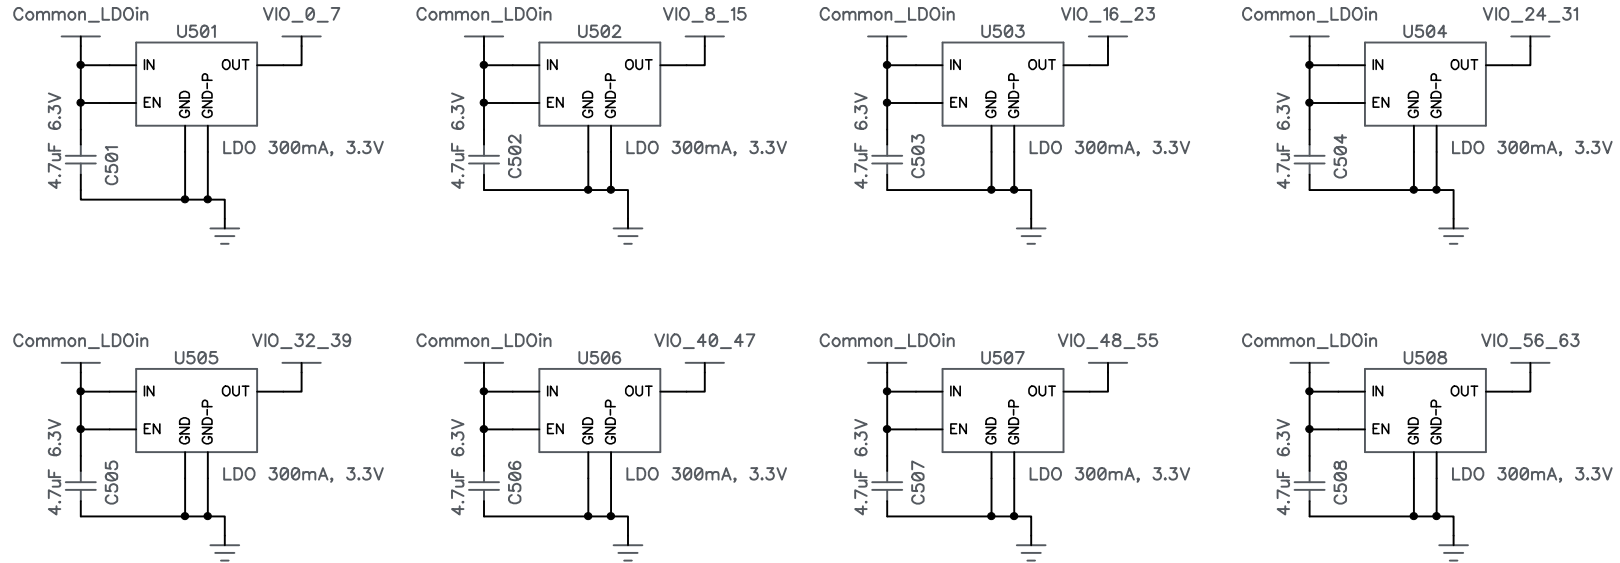 Common_LDOin
VIO_0_7
U501
IN
OUT
EN
GND
GND-P
4.7uF 6.3V
C501
LDO 300mA, 3.3V
Common_LDOin
VIO_8_15
U502
IN
OUT
EN
GND
GND-P
4.7uF 6.3V
C502
LDO 300mA, 3.3V
Common_LDOin
VIO_16_23
U503
IN
OUT
EN
GND
GND-P
4.7uF 6.3V
C503
LDO 300mA, 3.3V
Common_LDOin
VIO_24_31
U504
IN
OUT
EN
GND
GND-P
4.7uF 6.3V
C504
LDO 300mA, 3.3V
Common_LDOin
VIO_32_39
U505
IN
OUT
EN
GND
GND-P
4.7uF 6.3V
C505
LDO 300mA, 3.3V
Common_LDOin
VIO_40_47
U506
IN
OUT
EN
GND
GND-P
4.7uF 6.3V
C506
LDO 300mA, 3.3V
Common_LDOin
VIO_48_55
U507
IN
OUT
EN
GND
GND-P
4.7uF 6.3V
C507
LDO 300mA, 3.3V
Common_LDOin
VIO_56_63
U508
IN
OUT
EN
GND
GND-P
4.7uF 6.3V
C508
LDO 300mA, 3.3V